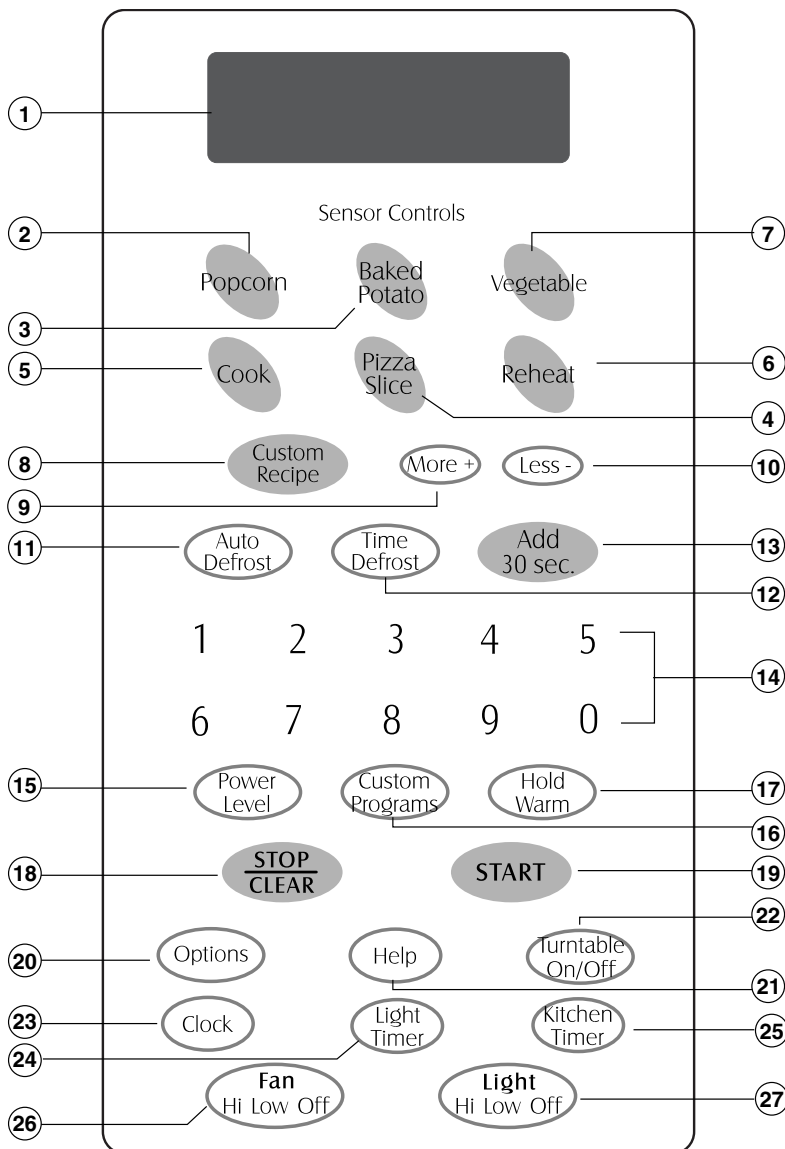 1
Sensor Controls
2
7
Popcorn
Baked
Potato
Vegetable
3
5
6
Cook
Pizza
Slice
Reheat
4
8
Custom
Recipe
More +
Less -
10
9
11
Auto
Defrost
Time
Defrost
Add
30 sec.
13
12
1 2 3 4 5
14
6 7 8 9 0
15
Power
Level
Custom
Programs
Hold
Warm
17
16
18
STOP
CLEAR
START
19
22
20
Options
Help
Turntable
On/Off
21
23
Clock
Light
Timer
Kitchen
Timer
25
24
Fan
Hi Low Off
Light
Hi Low Off
26
27